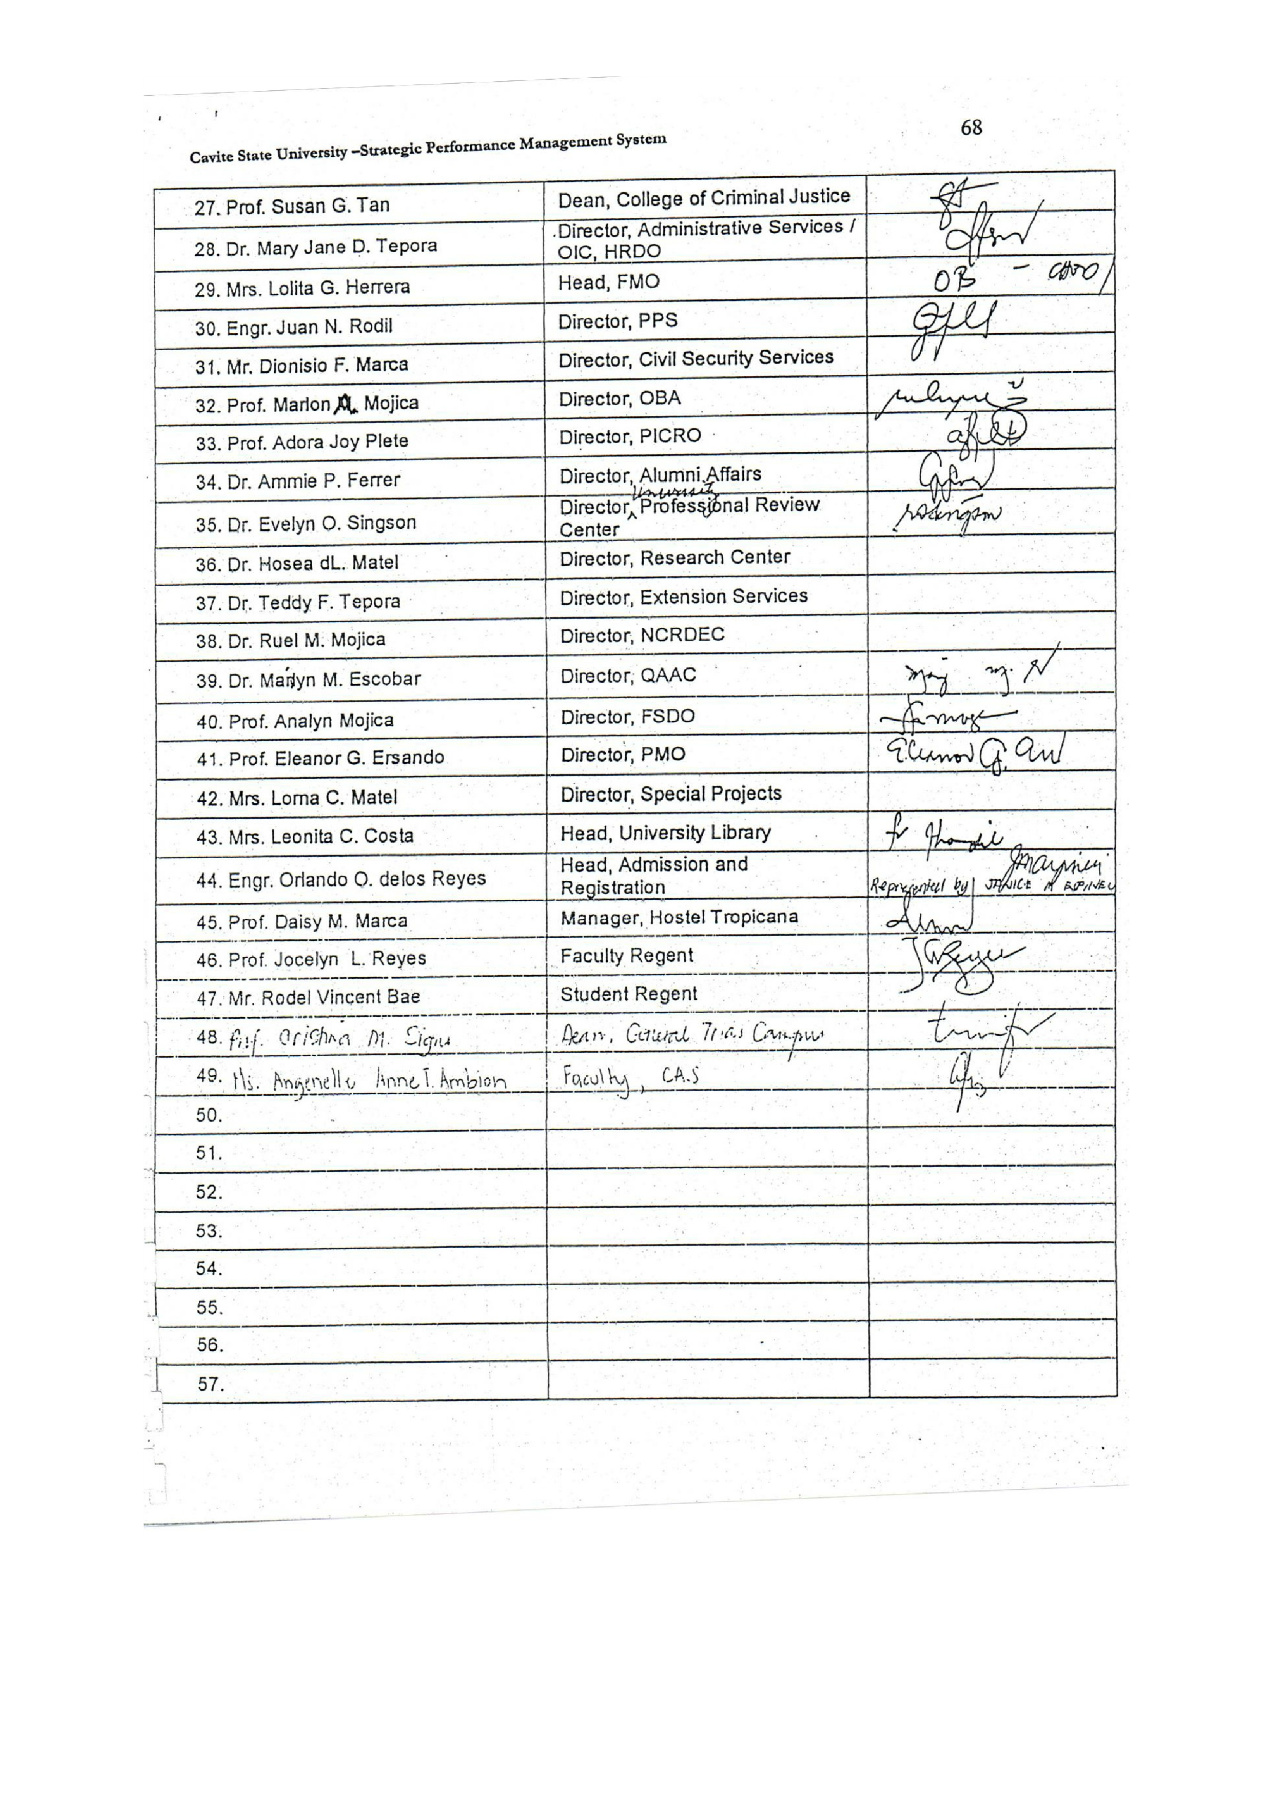 68
Cavite State University –Strategic Performance Management System
27. Prof. Susan G. Tan
Dean, College of Criminal Justice
28. Dr. Mary Jane D. Tepora
Director, Administrative Services /
OIC, HRDO
29. Mrs. Lolita G. Herrera
Head, FMO
OB -
30. Engr. Juan N. Rodil
Director, PPS
31. Mr. Dionisio F. Marca
Director, Civil Security Services
32. Prof. Marlon A. Mojica
Director, OBA
33. Prof. Adora Joy Plete
Director, PICRO
34. Dr. Ammie P. Ferrer
Director, Alumni Affairs
35. Dr. Evelyn O. Singson
University
Director, Professional Review
Center
36. Dr. Hosea dL. Matel
Director, Research Center
37. Dr. Teddy F. Tepora
Director, Extension Services
38. Dr. Ruel M. Mojica
Director, NCRDEC
39. Dr. Marlyn M. Escobar
Director, QAAC
40. Prof. Analyn Mojica
Director, FSDO
41. Prof. Eleanor G. Ersando
Director, PMO
42. Mrs. Lorna C. Matel
Director, Special Projects
43. Mrs. Leonita C. Costa
Head, University Library
44. Engr. Orlando O. delos Reyes
Head, Admission and
Registration
Represented by JANICE
45. Prof. Daisy M. Marca
Manager, Hostel Tropicana
46. Prof. Jocelyn L. Reyes
Faculty Regent
47. Mr. Rodel Vincent Bae
Student Regent
48. Prof. Cristina M. Signo
Dean, General Trias Campus
49. Ms. Angenelle Anne T. Ambion
Faculty, CAS
50.
51.
52.
53.
54.
55.
56.
57.